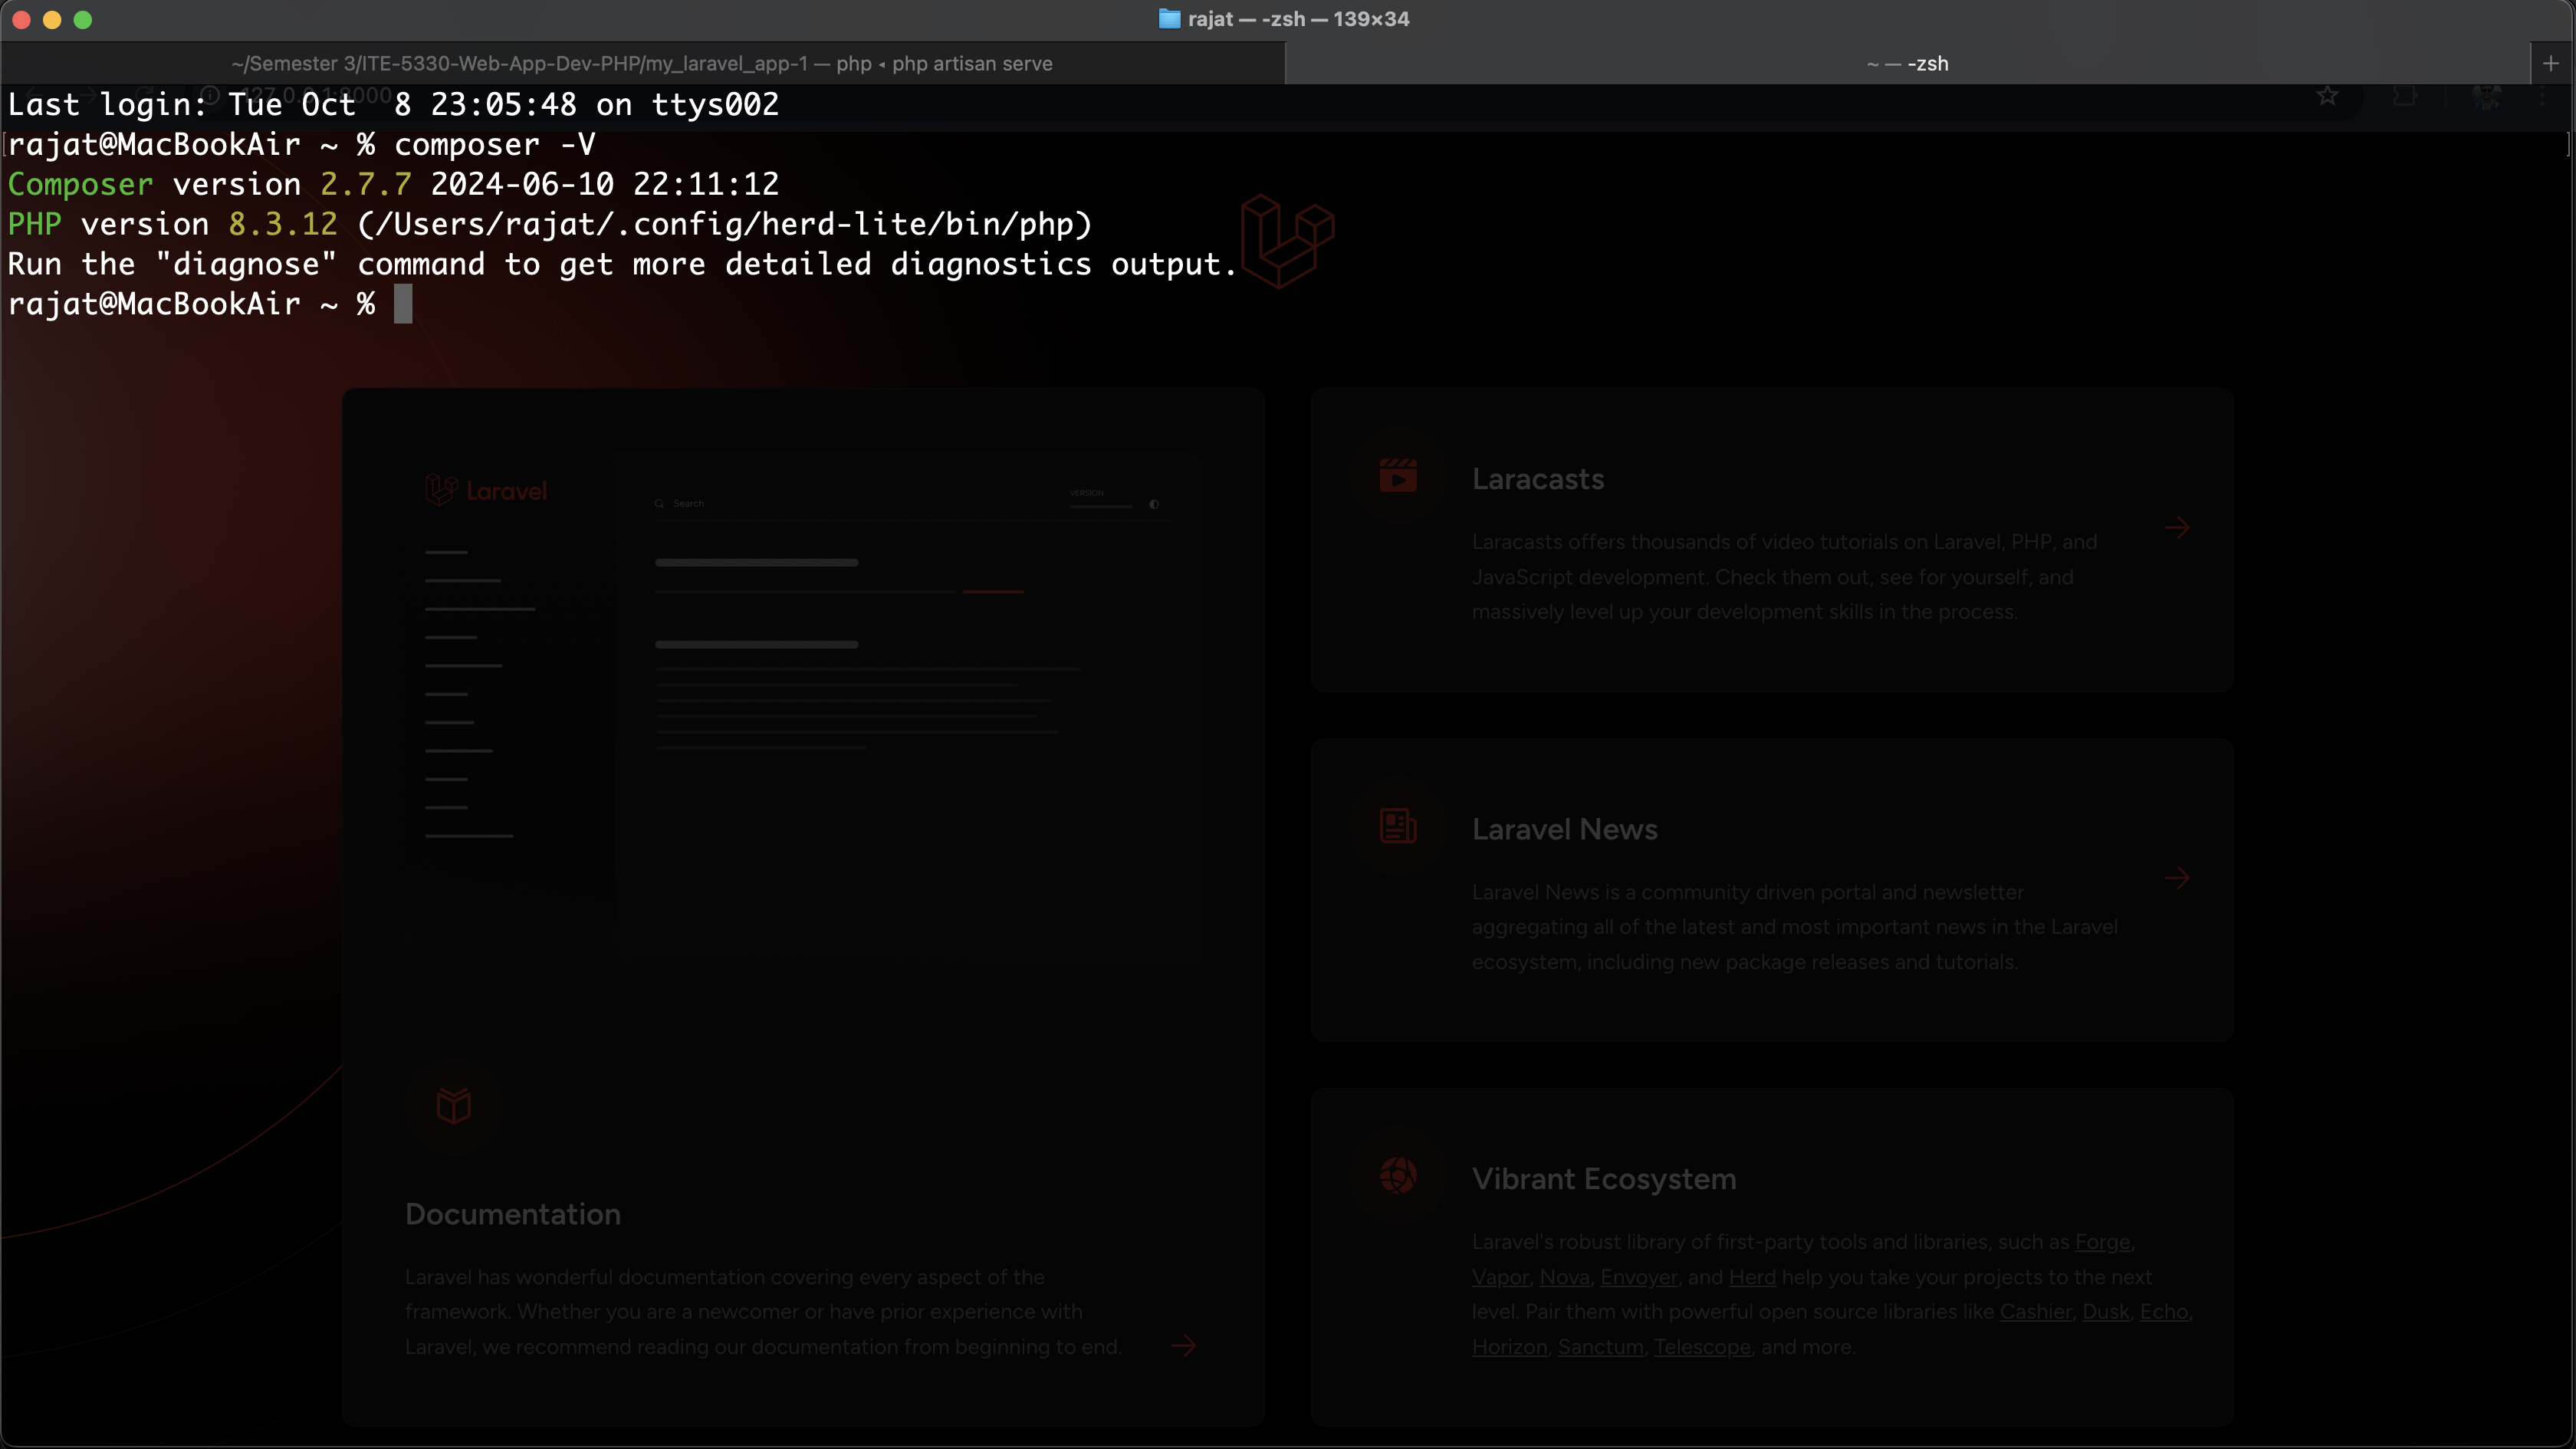 rajat — -zsh — 139×34
~/Semester 3/ITE-5330-Web-App-Dev-PHP/my_laravel_app-1 — php ◂ php artisan serve
~ — -zsh
127.0.0.1:8000
Last login: Tue Oct  8 23:05:48 on ttys002
rajat@MacBookAir ~ % composer -V
Composer version 2.7.7 2024-06-10 22:11:12
PHP version 8.3.12 (/Users/rajat/.config/herd-lite/bin/php)
Run the "diagnose" command to get more detailed diagnostics output.
rajat@MacBookAir ~ %
Laravel
Search
VERSION
Documentation
Laravel has wonderful documentation covering every aspect of the
framework. Whether you are a newcomer or have prior experience with
Laravel, we recommend reading our documentation from beginning to end.
Laracasts
Laracasts offers thousands of video tutorials on Laravel, PHP, and
JavaScript development. Check them out, see for yourself, and
massively level up your development skills in the process.
Laravel News
Laravel News is a community driven portal and newsletter
aggregating all of the latest and most important news in the Laravel
ecosystem, including new package releases and tutorials.
Vibrant Ecosystem
Laravel's robust library of first-party tools and libraries, such as Forge,
Vapor, Nova, Envoyer, and Herd help you take your projects to the next
level. Pair them with powerful open source libraries like Cashier, Dusk, Echo,
Horizon, Sanctum, Telescope, and more.